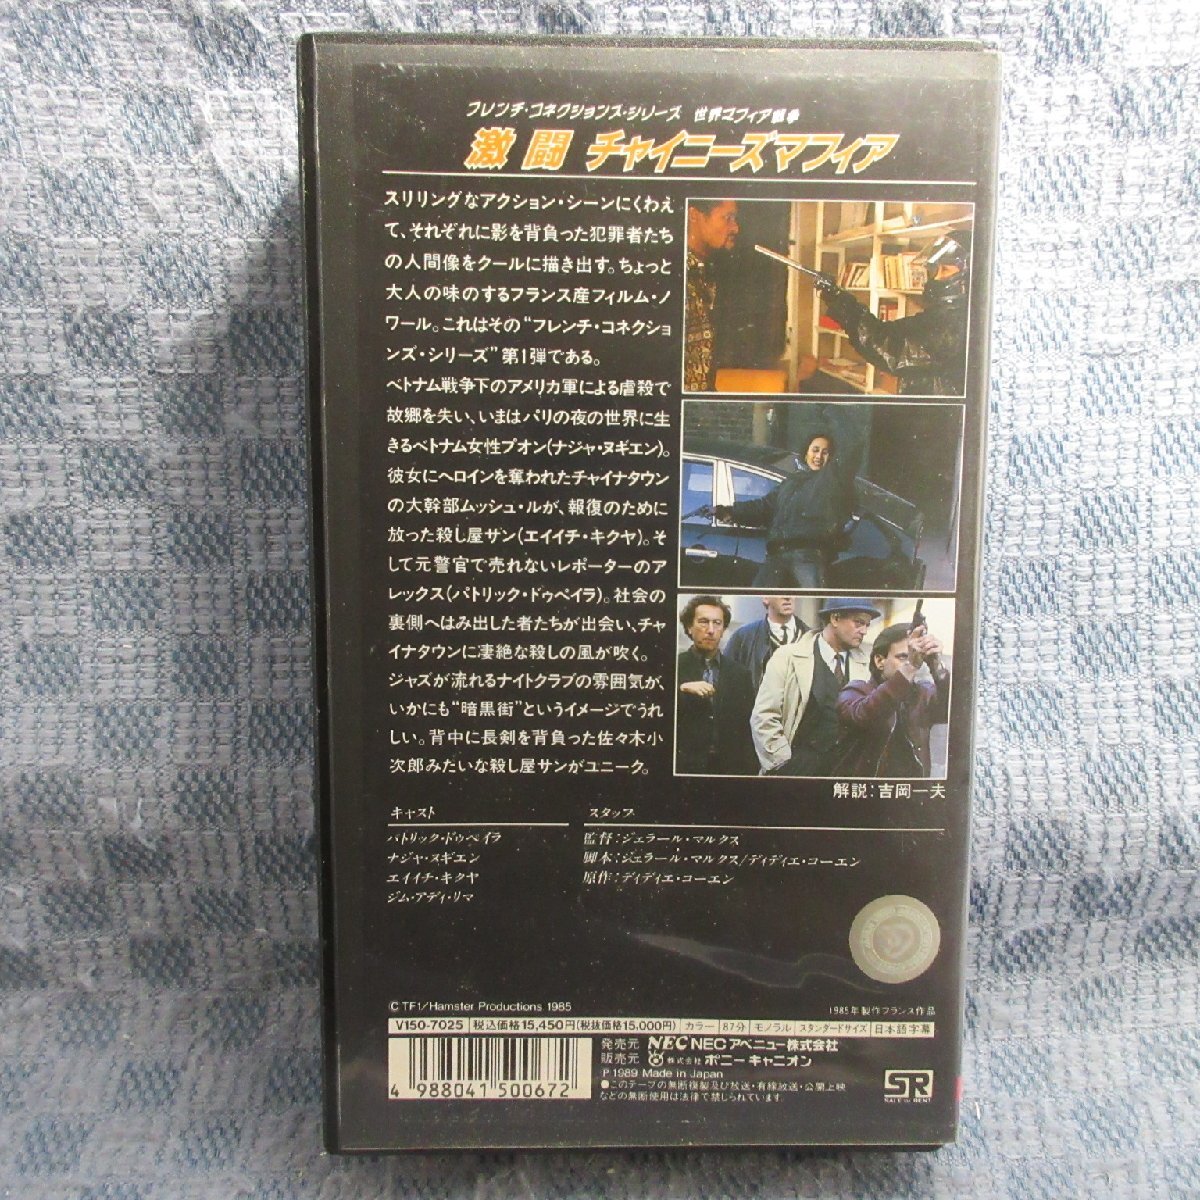 フレンチ・コネクションズ・シリーズ 世界マフィア戦争
激闘 チャイニーズマフィア
スリリングなアクション・シーンにくわえ
て、それぞれに影を背負った犯罪者たち
の人間像をクールに描き出す。ちょっと
大人の味のするフランス産フィルム・ノ
ワール。これはその“フレンチ・コネクショ
ンズ・シリーズ”第1弾である。
ベトナム戦争下のアメリカ軍による虐殺で
故郷を失い、いまはパリの夜の世界に生
きるベトナム女性プオン(ナジャ・ヌギエン)。
彼女にヘロインを奪われたチャイナタウン
の大幹部ムッシュ・ルが、報復のために
放った殺し屋サン(エイイチ・キクヤ)。そ
して元警官で売れないレポーターのア
レックス(パトリック・ドゥペイラ)。社会の
裏側へはみ出した者たちが出会い、チャ
イナタウンに凄絶な殺しの風が吹く。
ジャズが流れるナイトクラブの雰囲気が、
いかにも“暗黒街”というイメージでうれ
しい。背中に長剣を背負った佐々木小
次郎みたいな殺し屋サンがユニーク。
解説：吉岡一夫
キャスト
パトリック・ドゥペイラ
ナジャ・ヌギエン
エイイチ・キクヤ
ジム・アディ・リマ
スタッフ
監督：ジェラール・マルクス
脚本：ジェラール・マルクス/ディディエ・コーエン
原作：ディディエ・コーエン
© TF1/Hamster Productions 1985
1985年製作フランス作品
V150-7025 税込価格15,450円(税抜価格15,000円) カラー 87分 モノラル スタンダードサイズ 日本語字幕
発売元 NEC NECアベニュー株式会社
販売元 株式会社 ポニーキャニオン
Ⓟ1989 Made in Japan
●このテープの無断複製及び放送・有線放送・公開上映
などの無断使用は法律で禁じられています。
4 988041 500672
SR
SALE or RENT